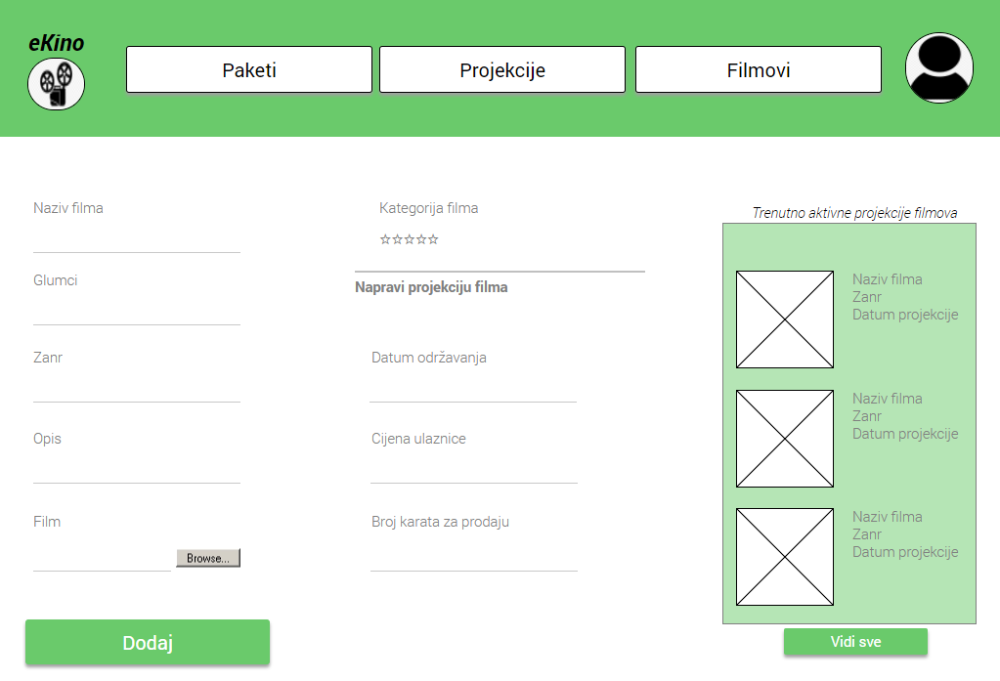 eKino
Paketi
Projekcije
Filmovi
Naziv filma
Glumci
Zanr
Opis
Film
Browse...
Dodaj
Kategorija filma
☆☆☆☆☆
Napravi projekciju filma
Datum održavanja
Cijena ulaznice
Broj karata za prodaju
Trenutno aktivne projekcije filmova
Naziv filma
Zanr
Datum projekcije
Naziv filma
Zanr
Datum projekcije
Naziv filma
Zanr
Datum projekcije
Vidi sve